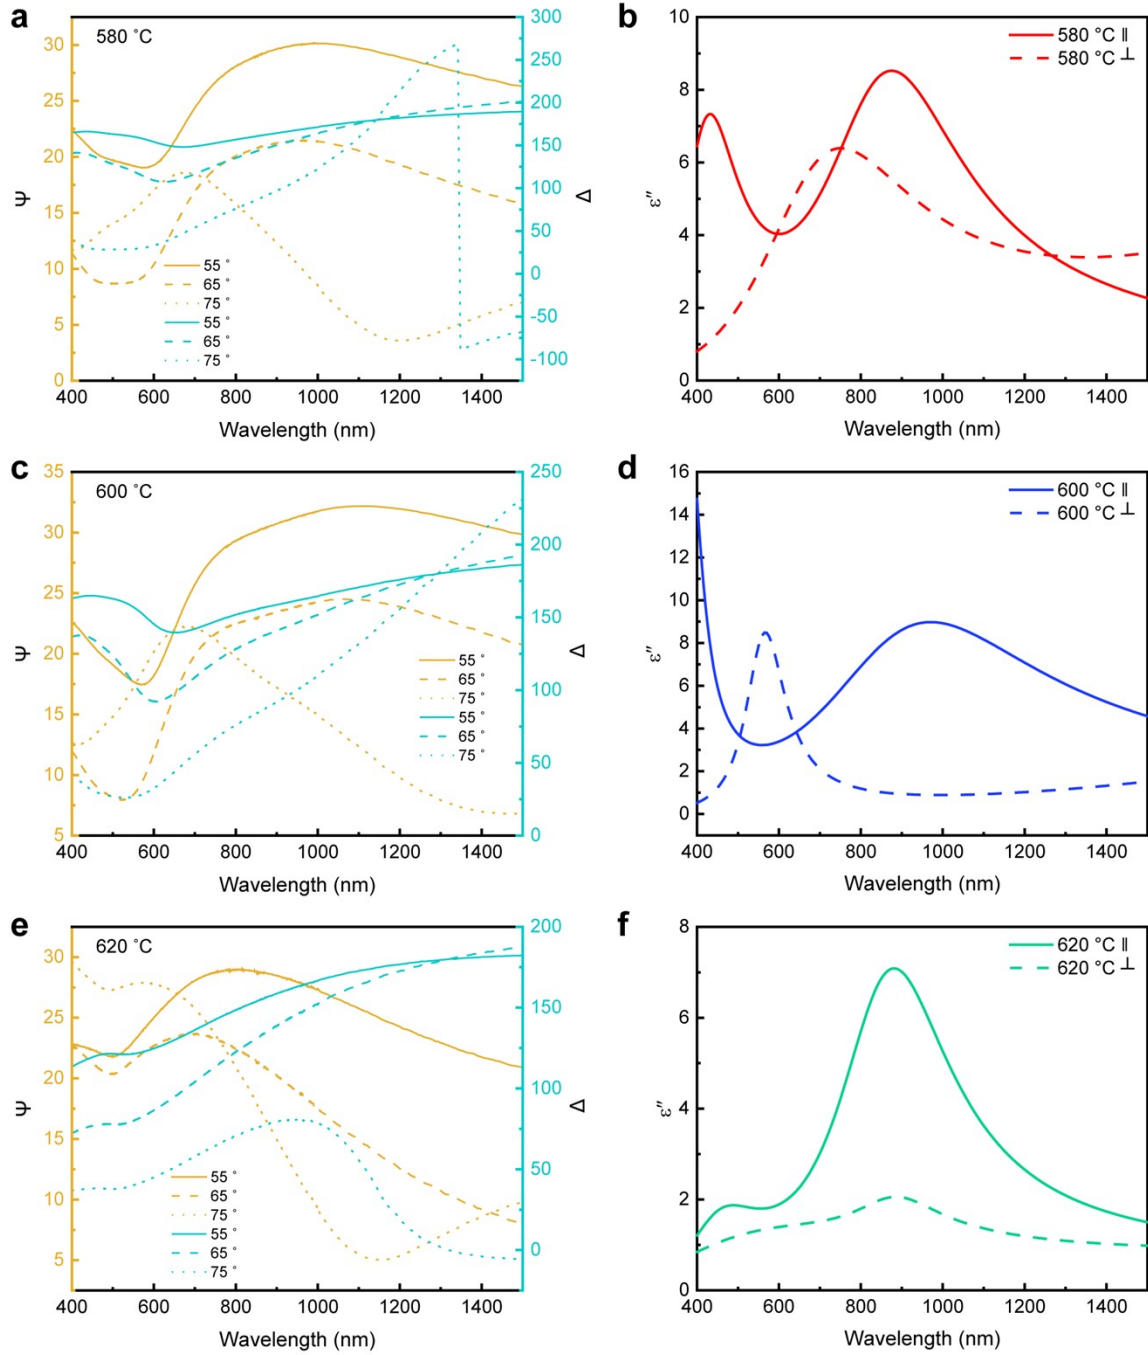 a
580 ˚C
Ψ
Δ
30
25
20
15
10
5
0
300
250
200
150
100
50
0
-50
-100
55 ˚
65 ˚
75 ˚
55 ˚
65 ˚
75 ˚
400 600 800 1000 1200 1400
Wavelength (nm)
b
580 °C ǁ
580 °C ⊥
ε″
10
8
6
4
2
0
400 600 800 1000 1200 1400
Wavelength (nm)
c
600 ˚C
Ψ
Δ
35
30
25
20
15
10
5
250
200
150
100
50
0
55 ˚
65 ˚
75 ˚
55 ˚
65 ˚
75 ˚
400 600 800 1000 1200 1400
Wavelength (nm)
d
600 °C ǁ
600 °C ⊥
ε″
16
14
12
10
8
6
4
2
0
400 600 800 1000 1200 1400
Wavelength (nm)
e
620 ˚C
Ψ
Δ
30
25
20
15
10
5
200
150
100
50
0
55 ˚
65 ˚
75 ˚
55 ˚
65 ˚
75 ˚
400 600 800 1000 1200 1400
Wavelength (nm)
f
620 °C ǁ
620 °C ⊥
ε″
8
6
4
2
0
400 600 800 1000 1200 1400
Wavelength (nm)